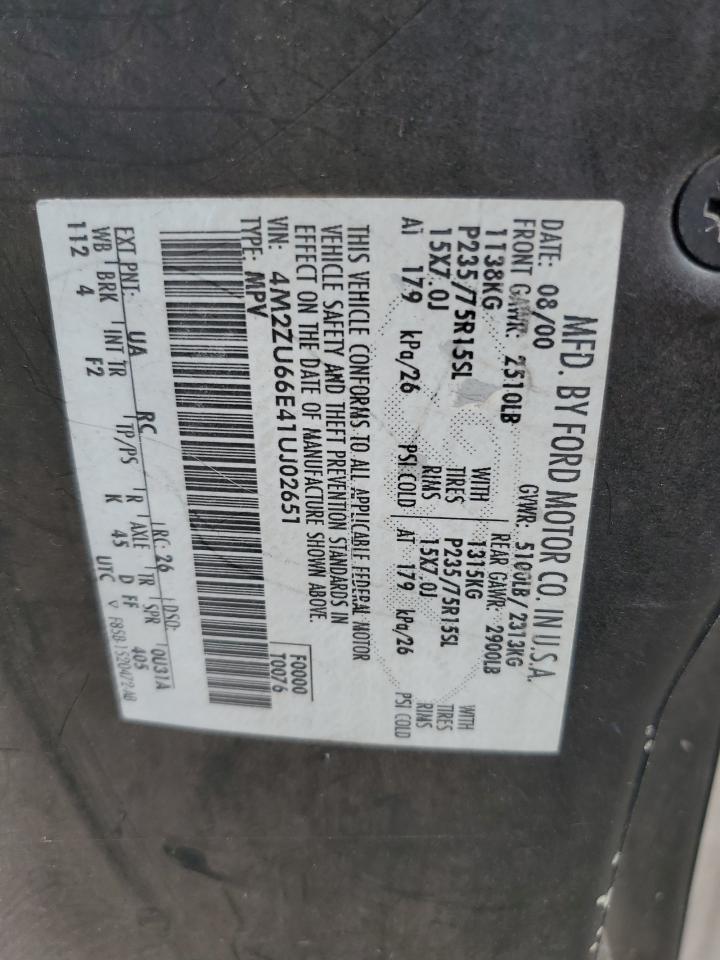 MFD. BY FORD MOTOR CO. IN U.S.A.
DATE: 08/00 GVWR: 5100LB/ 2313KG
FRONT GAWR: 2510LB REAR GAWR: 2900LB
1138KG WITH 1315KG WITH
P235/75R15SL TIRES P235/75R15SL TIRES
15X7.0J RIMS 15X7.0J RIMS
AT 179 kPa/26 PSI COLD AT 179 kPa/26 PSI COLD
THIS VEHICLE CONFORMS TO ALL APPLICABLE FEDERAL MOTOR
VEHICLE SAFETY AND THEFT PREVENTION STANDARDS IN
EFFECT ON THE DATE OF MANUFACTURE SHOWN ABOVE.
VIN: 4M2ZU66E41UJ02651 F0000
TYPE: MPV T0076
EXT PNT: UA RC: 26 DSO:
WB BRK INT TR TP/PS R AXLE TR SPR 0U31A
112 4 F2 K 45 D FF 405
UTC